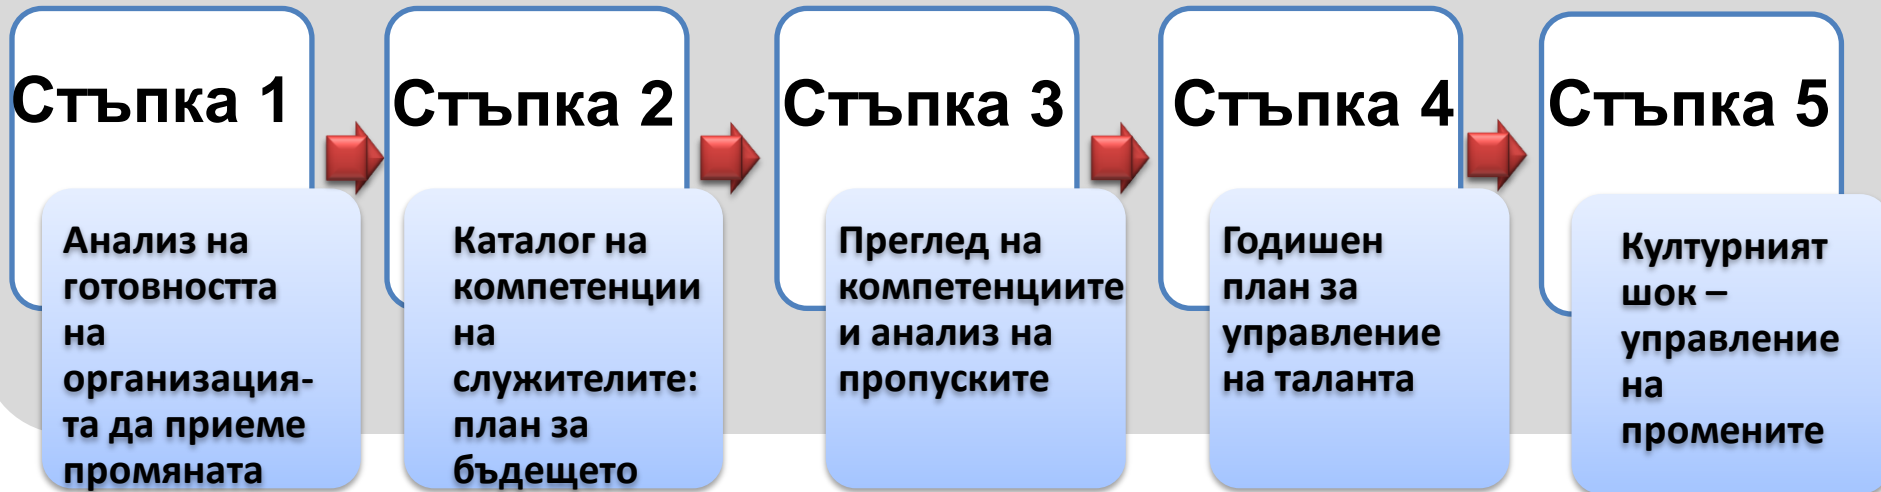 Стъпка 1
Анализ на
готовността
на
организация-
та да приеме
промяната
Стъпка 2
Каталог на
компетенции
на
служителите:
план за
бъдещето
Стъпка 3
Преглед на
компетенциите
и анализ на
пропуските
Стъпка 4
Годишен
план за
управление
на таланта
Стъпка 5
Културният
шок –
управление
на
промените